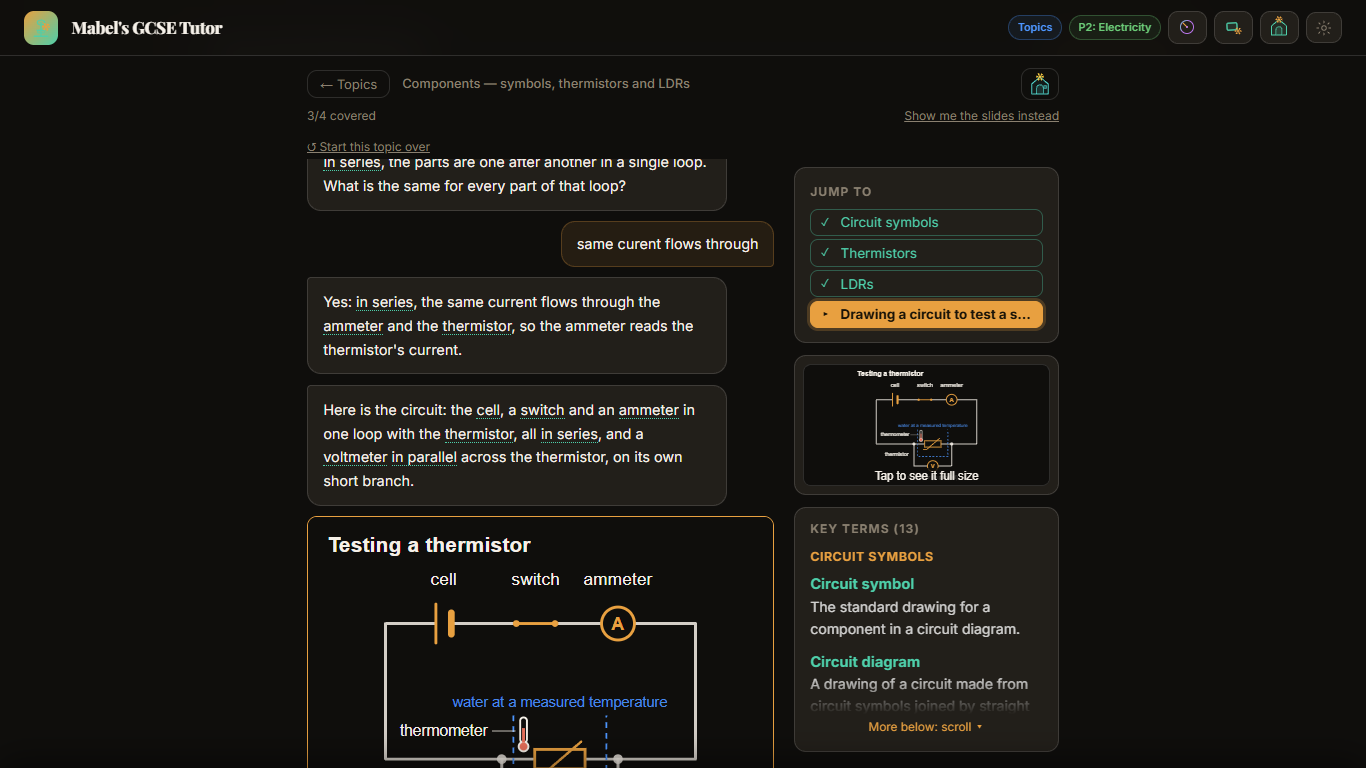 Mabel's GCSE Tutor
Topics
P2: Electricity
← Topics
Components — symbols, thermistors and LDRs
3/4 covered
Show me the slides instead
↺ Start this topic over
in series, the parts are one after another in a single loop.
What is the same for every part of that loop?
same curent flows through
Yes: in series, the same current flows through the
ammeter and the thermistor, so the ammeter reads the
thermistor's current.
Here is the circuit: the cell, a switch and an ammeter in
one loop with the thermistor, all in series, and a
voltmeter in parallel across the thermistor, on its own
short branch.
Testing a thermistor
cell switch ammeter
A
water at a measured temperature
thermometer
JUMP TO
✓ Circuit symbols
✓ Thermistors
✓ LDRs
▸ Drawing a circuit to test a s...
Testing a thermistor
cell switch ammeter
A
water at a measured temperature
thermometer
thermistor
V
Tap to see it full size
KEY TERMS (13)
CIRCUIT SYMBOLS
Circuit symbol
The standard drawing for a
component in a circuit diagram.
Circuit diagram
A drawing of a circuit made from
circuit symbols joined by straight
More below: scroll ▾